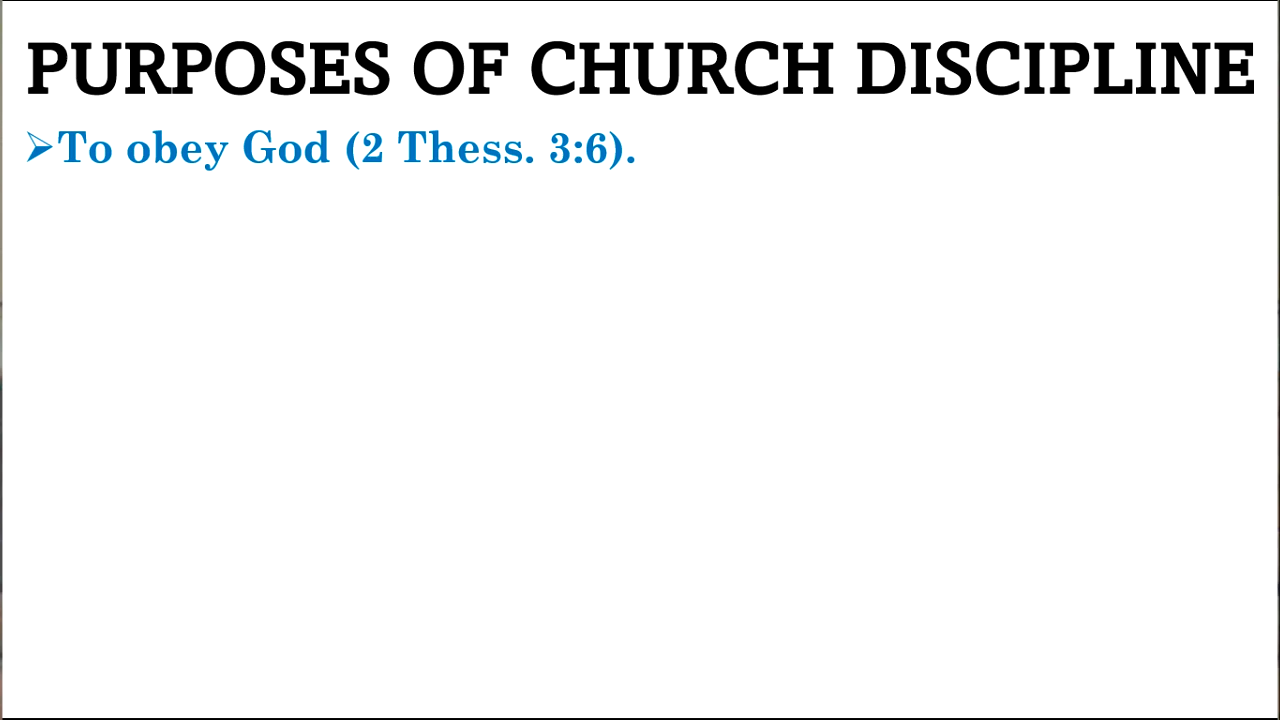 PURPOSES OF CHURCH DISCIPLINE
➢To obey God (2 Thess. 3:6).